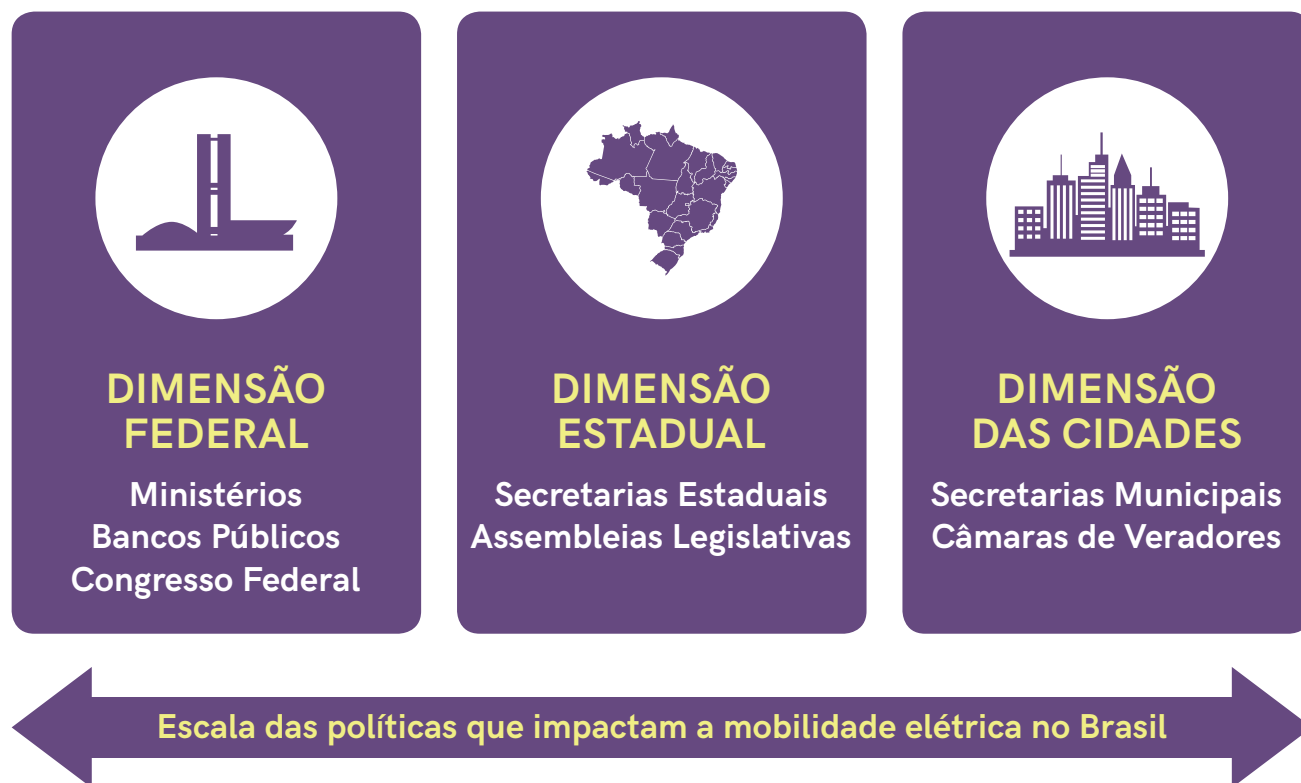 DIMENSÃO
FEDERAL
Ministérios
Bancos Públicos
Congresso Federal
DIMENSÃO
ESTADUAL
Secretarias Estaduais
Assembleias Legislativas
DIMENSÃO
DAS CIDADES
Secretarias Municipais
Câmaras de Veradores
Escala das políticas que impactam a mobilidade elétrica no Brasil